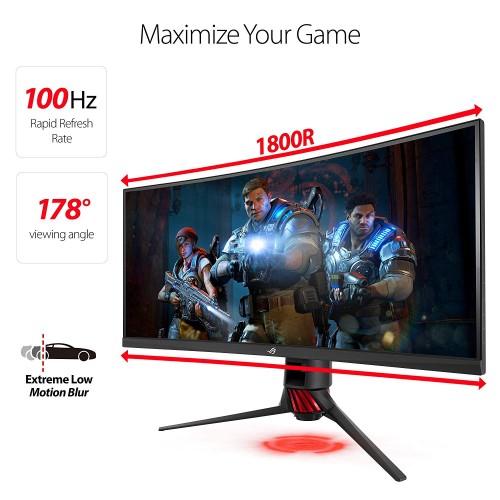 Maximize Your Game
100Hz
Rapid Refresh
Rate
1800R
178°
viewing angle
Extreme Low
Motion Blur